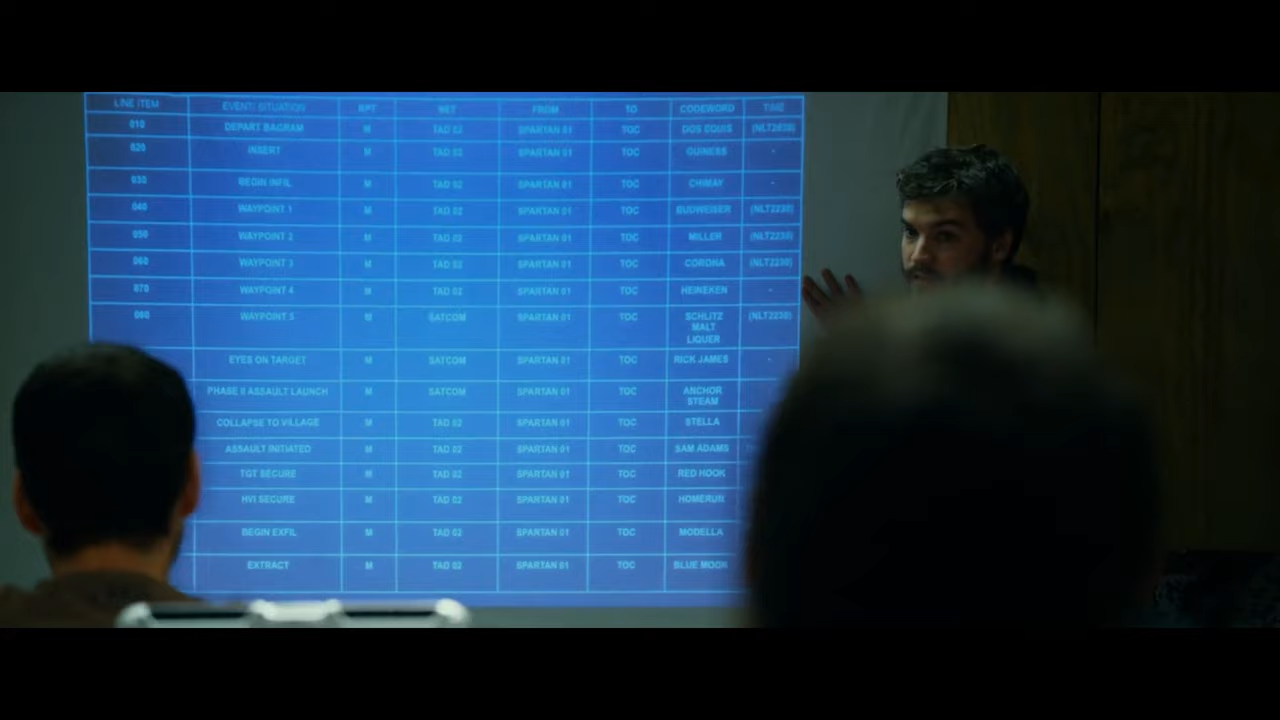 LINE ITEM EVENT/ SITUATION RPT NET FROM TO CODEWORD TIME
010 DEPART BAGRAM M TAD 02 SPARTAN 01 TOC DOS EQUIS
020 INSERT M TAD 02 SPARTAN 01 TOC GUINESS -
030 BEGIN INFIL M TAD 02 SPARTAN 01 TOC CHIMAY -
040 WAYPOINT 1 M TAD 02 SPARTAN 01 TOC BUDWEISER (NLT2230)
050 WAYPOINT 2 M TAD 02 SPARTAN 01 TOC MILLER (NLT2230)
060 WAYPOINT 3 M TAD 02 SPARTAN 01 TOC CORONA (NLT2230)
070 WAYPOINT 4 M TAD 02 SPARTAN 01 TOC HEINEKEN -
080 WAYPOINT 5 M SATCOM SPARTAN 01 TOC SCHLITZ (NLT2230)
MALT
LIQUER
EYES ON TARGET M SATCOM SPARTAN 01 TOC RICK JAMES -
PHASE II ASSAULT LAUNCH M SATCOM SPARTAN 01 TOC ANCHOR
STEAM
COLLAPSE TO VILLAGE M TAD 02 SPARTAN 01 TOC STELLA
ASSAULT INITIATED M TAD 02 SPARTAN 01 TOC SAM ADAMS
TGT SECURE M TAD 02 SPARTAN 01 TOC RED HOOK
HVI SECURE M TAD 02 SPARTAN 01 TOC HOMERUN
BEGIN EXFIL M TAD 02 SPARTAN 01 TOC MODELLA
EXTRACT M TAD 02 SPARTAN 01 TOC BLUE MOON